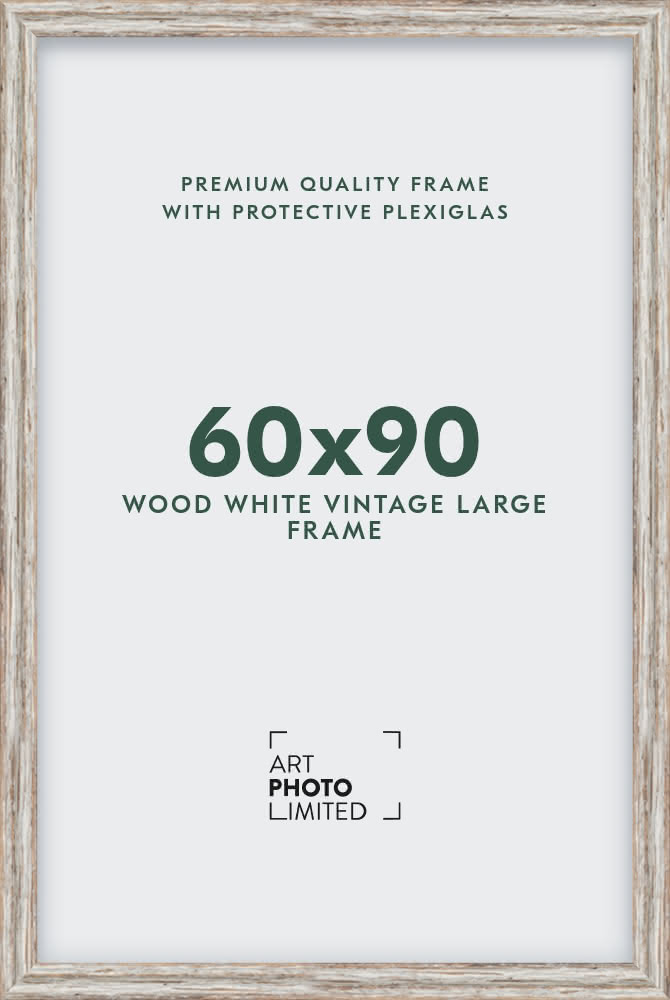 PREMIUM QUALITY FRAME
WITH PROTECTIVE PLEXIGLAS
60x90
WOOD WHITE VINTAGE LARGE
FRAME
ART
PHOTO
LIMITED